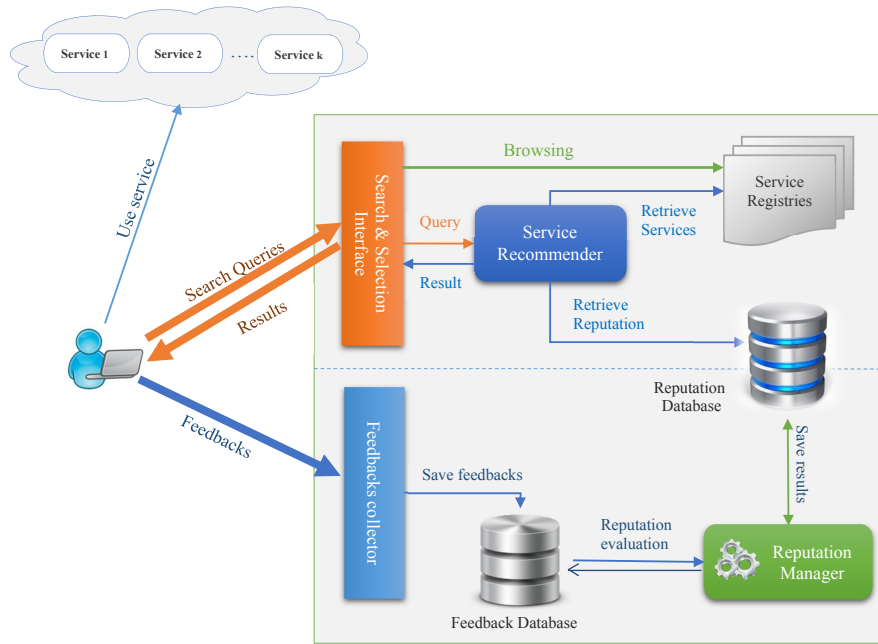 Service 1
Service 2
....
Service k
Use service
Search Queries
Results
Feedbacks
Search & Selection
Interface
Browsing
Query
Result
Service
Recommender
Retrieve
Services
Retrieve
Reputation
Service
Registries
Reputation
Database
Feedbacks collector
Save feedbacks
Feedback Database
Reputation
evaluation
Save results
Reputation
Manager